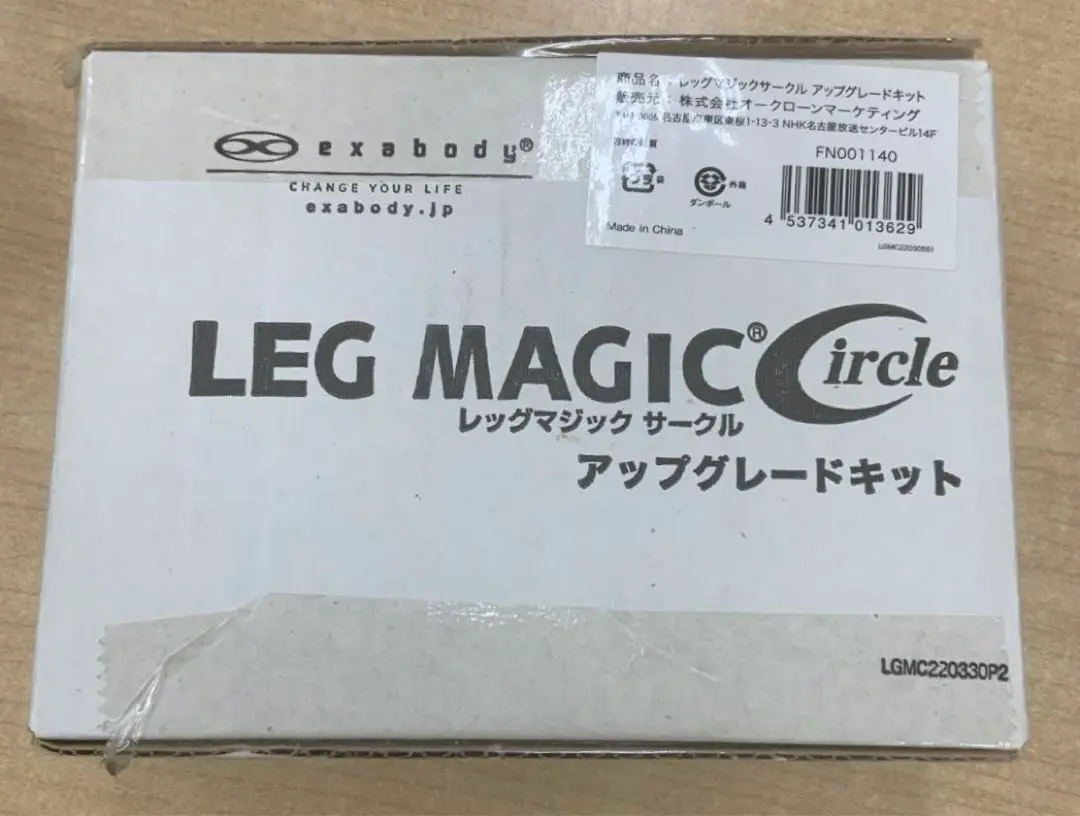 商品名：レッグマジックサークル アップグレードキット
販売元：株式会社オークローンマーケティング
名古屋市東区東桜1-13-3 NHK名古屋放送センタービル14F
FN001140
プラ 袋
外箱
ダンボール
4 537341 013629
Made in China
exabody®
CHANGE YOUR LIFE
exabody.jp
LEG MAGIC® Circle
レッグマジック サークル
アップグレードキット
LGMC220330P2